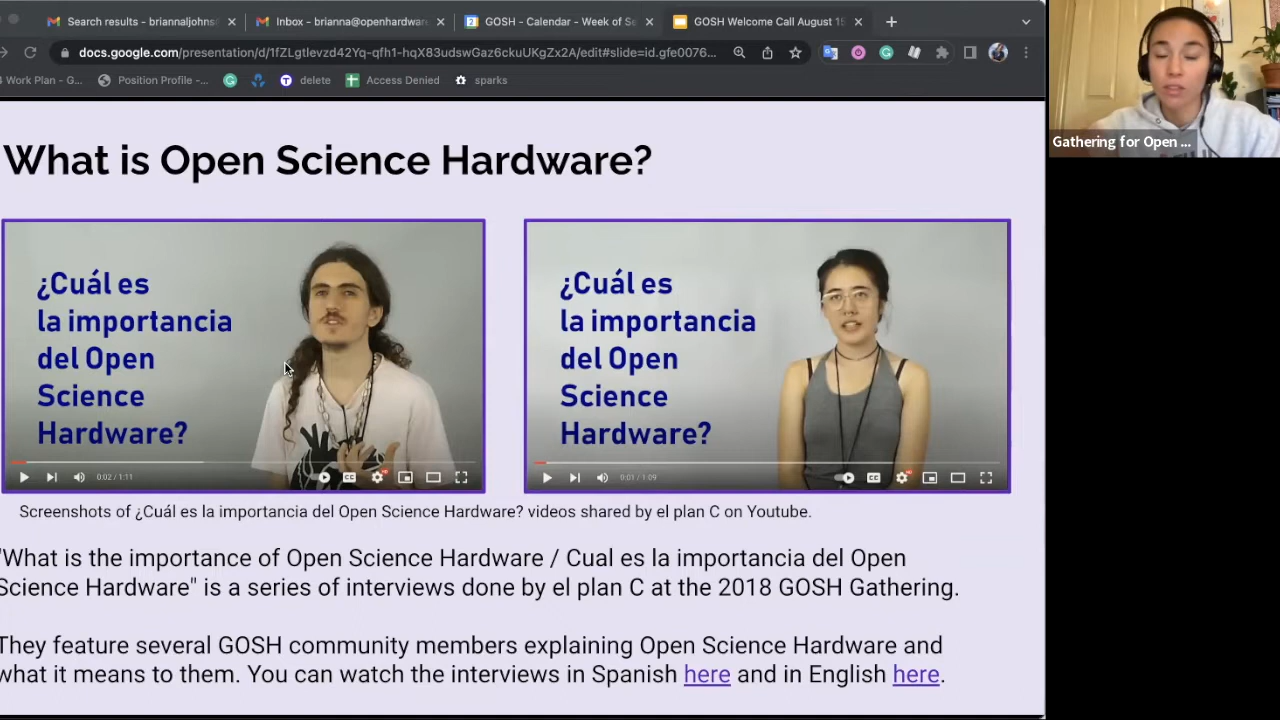 Search results - briannaljohns
Inbox - brianna@openhardware
GOSH - Calendar - Week of Se
GOSH Welcome Call August 15
docs.google.com/presentation/d/1fZLgtlevzd42Yq-qfh1-hqX83udswGaz6ckuUKgZx2A/edit#slide=id.gfe0076...
4 Work Plan - G...
Position Profile -...
delete
Access Denied
sparks
Gathering for Open ...
What is Open Science Hardware?
¿Cuál es
la importancia
del Open
Science
Hardware?
0:02 / 1:11
¿Cuál es
la importancia
del Open
Science
Hardware?
0:01 / 1:09
Screenshots of ¿Cuál es la importancia del Open Science Hardware? videos shared by el plan C on Youtube.
"What is the importance of Open Science Hardware / Cual es la importancia del Open
Science Hardware" is a series of interviews done by el plan C at the 2018 GOSH Gathering.
They feature several GOSH community members explaining Open Science Hardware and
what it means to them. You can watch the interviews in Spanish here and in English here.